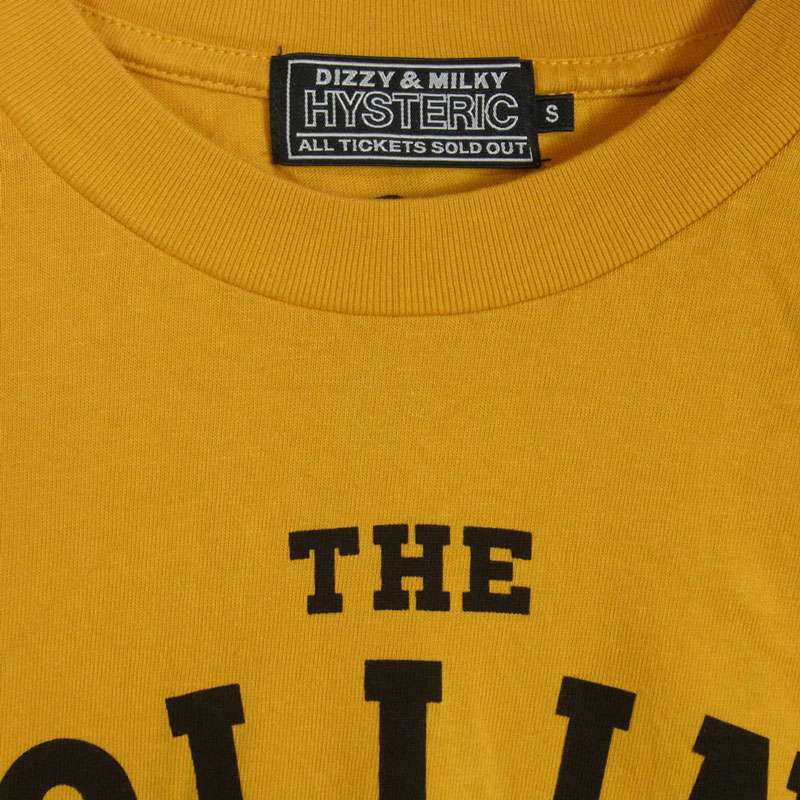 DIZZY & MILKY
HYSTERIC
ALL TICKETS SOLD OUT
S
THE